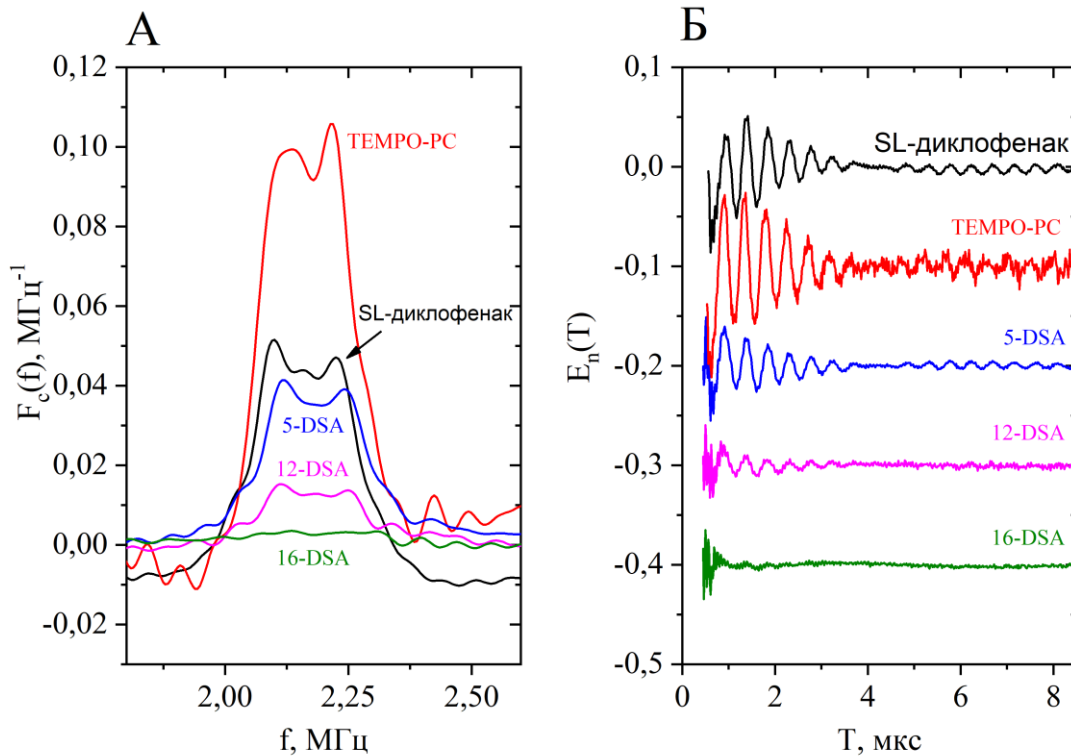 А
0,12
0,10
0,08
0,06
0,04
0,02
0,00
-0,02
F_c(f), МГц⁻¹
TEMPO-PC
SL-диклофенак
5-DSA
12-DSA
16-DSA
2,00
2,25
2,50
f, МГц
Б
0,1
0,0
-0,1
-0,2
-0,3
-0,4
-0,5
E_n(T)
SL-диклофенак
TEMPO-PC
5-DSA
12-DSA
16-DSA
0
2
4
6
8
T, мкс